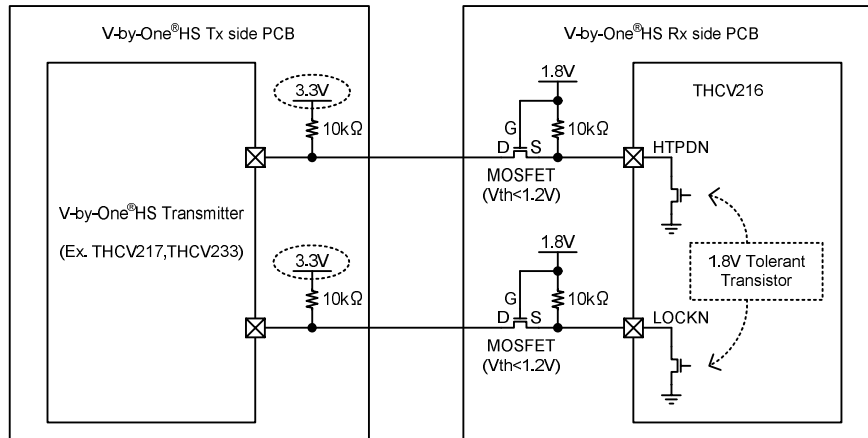 V-by-One®HS Tx side PCB
V-by-One®HS Transmitter
(Ex. THCV217,THCV233)
3.3V
10kΩ
3.3V
10kΩ
V-by-One®HS Rx side PCB
1.8V
G
10kΩ
D S
MOSFET
(Vth<1.2V)
1.8V
G
10kΩ
D S
MOSFET
(Vth<1.2V)
THCV216
HTPDN
1.8V Tolerant
Transistor
LOCKN